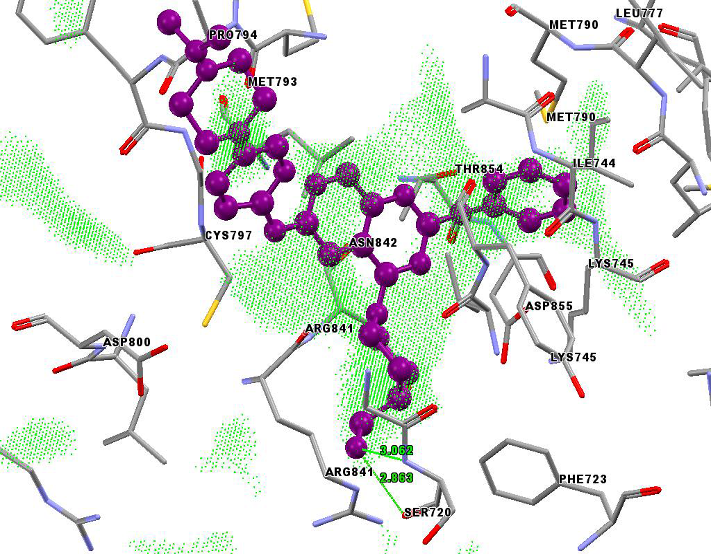 LEU777
MET790
PRO794
MET793
MET790
ILE744
THR854
CYS797
ASN842
LYS745
ASP855
ARG841
ASP800
LYS745
3.062
ARG841
2.863
PHE723
SER720